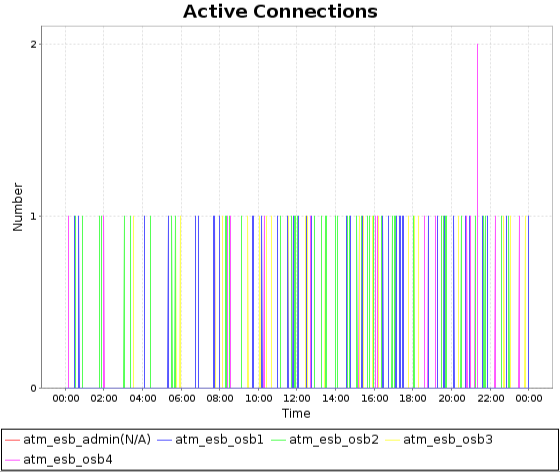 Active Connections
2
1
0
Number
00:00 02:00 04:00 06:00 08:00 10:00 12:00 14:00 16:00 18:00 20:00 22:00 00:00
Time
atm_esb_admin(N/A) atm_esb_osb1 atm_esb_osb2 atm_esb_osb3
atm_esb_osb4